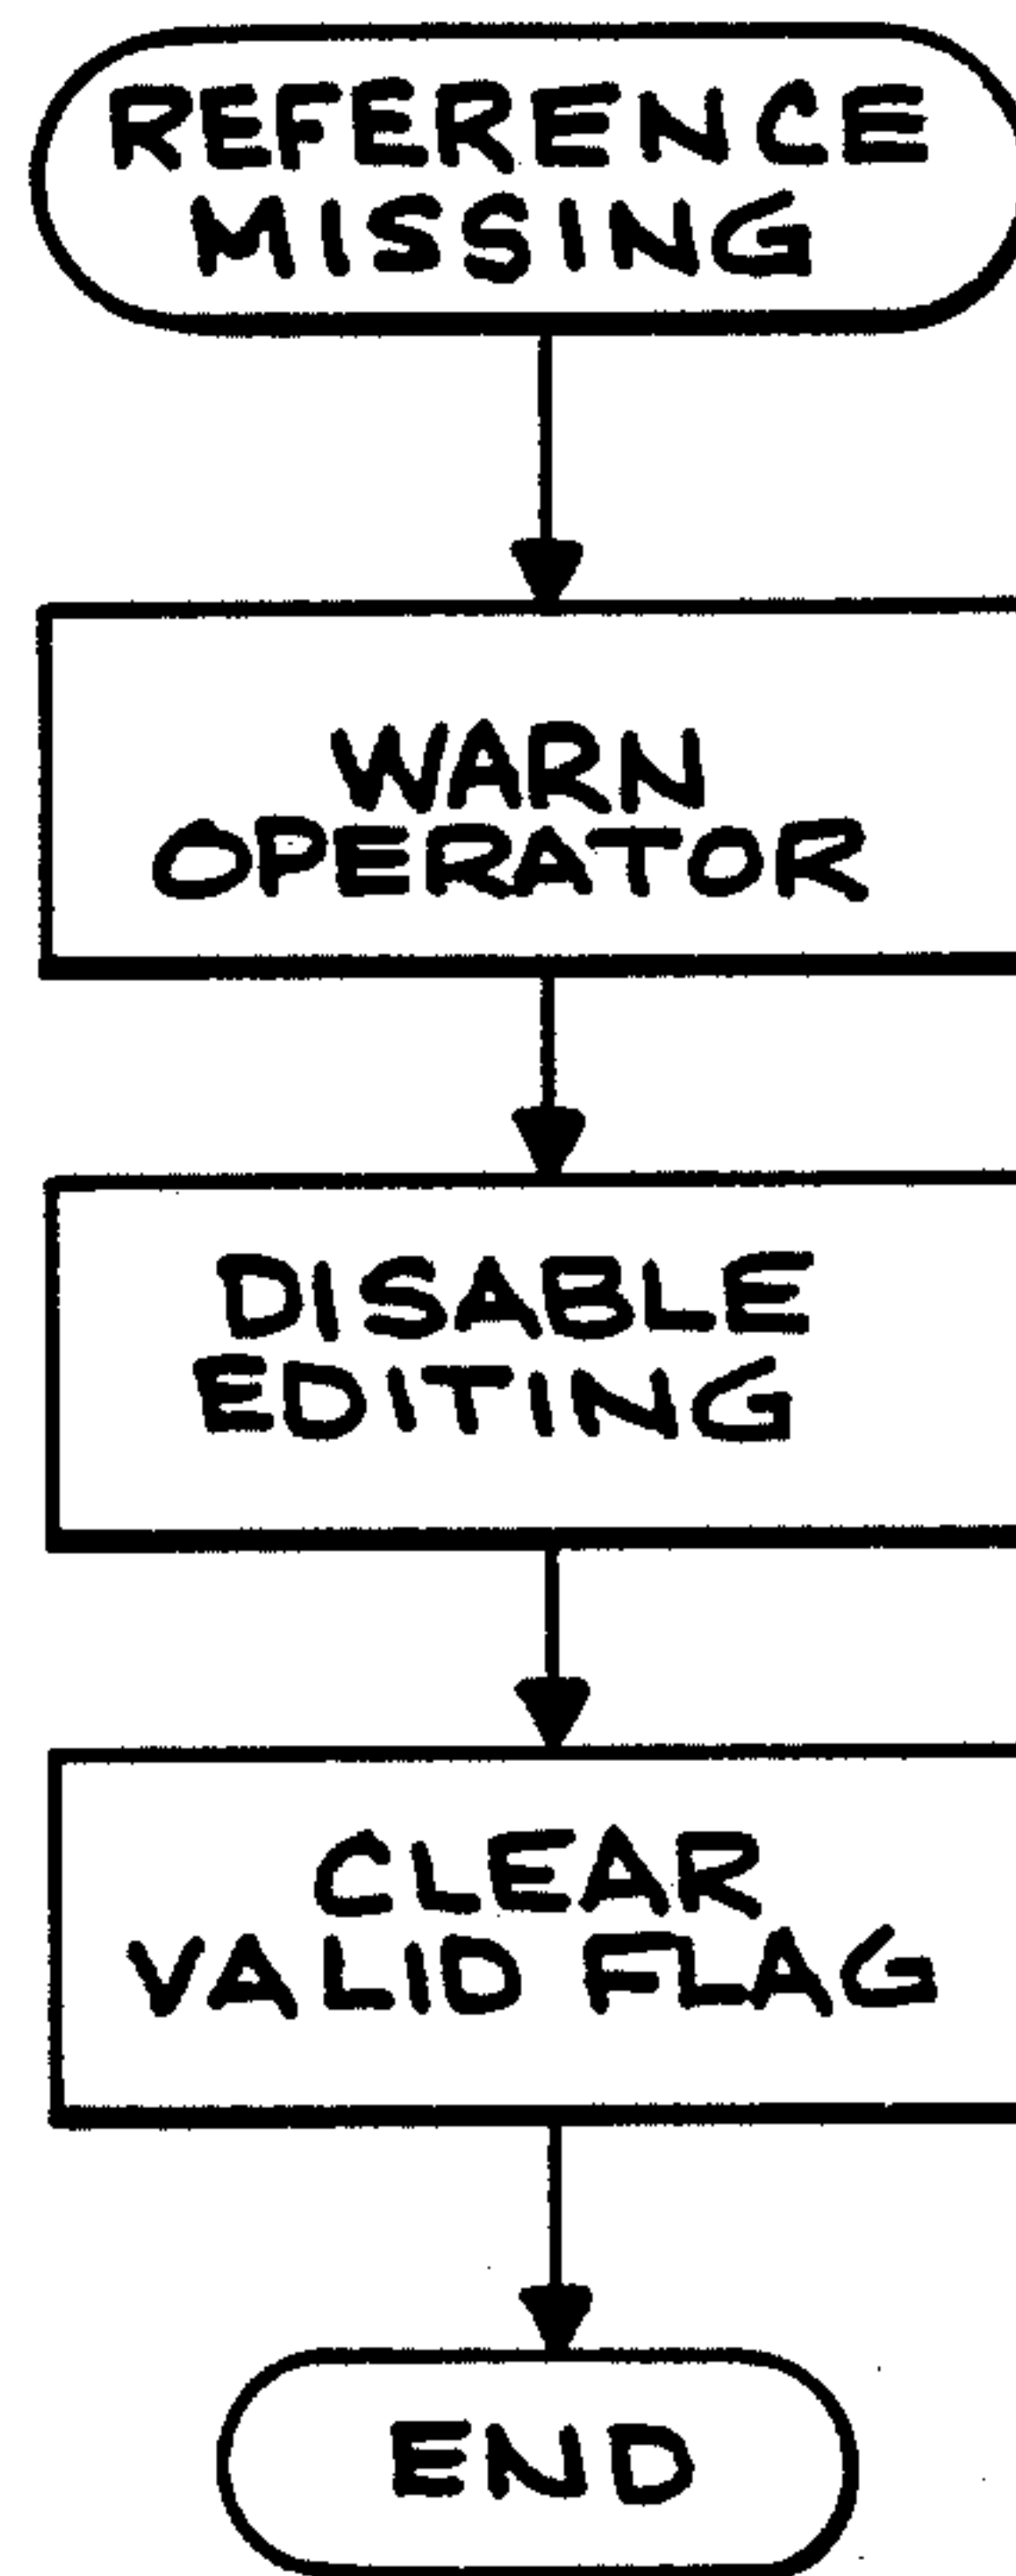 REFERENCE
MISSING
WARN
OPERATOR
DISABLE
EDITING
CLEAR
VALID FLAG
END